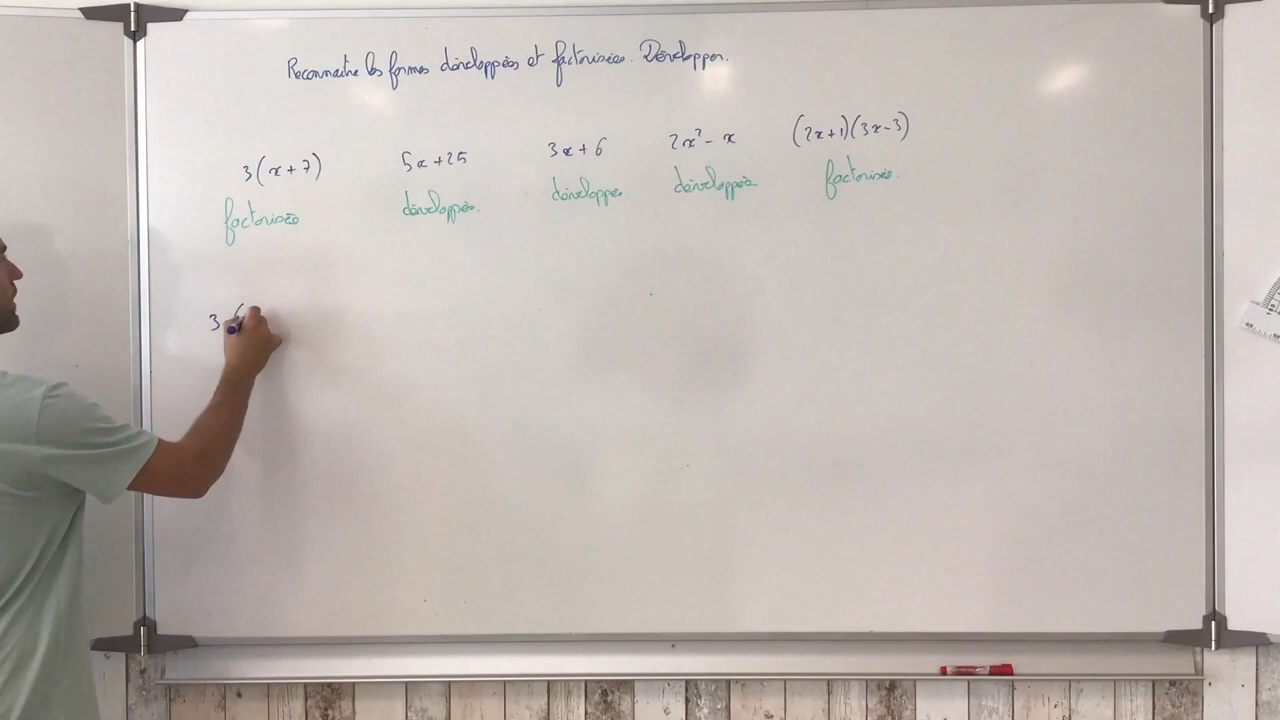 Reconnaitre les formes développées et factorisées. Développer.
3(x+7) 5x+25 3x+6 2x²-x (2x+1)(3x-3)
factorisée développée. développée développée factorisée.
3(